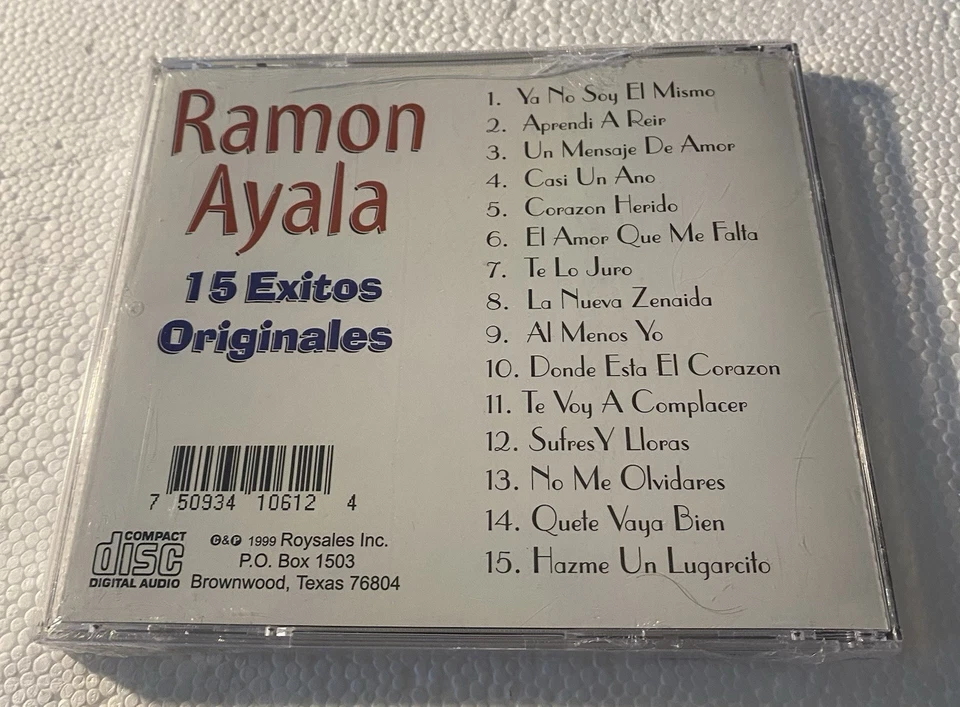 Ramon
Ayala
15 Exitos
Originales
1. Ya No Soy El Mismo
2. Aprendi A Reir
3. Un Mensaje De Amor
4. Casi Un Ano
5. Corazon Herido
6. El Amor Que Me Falta
7. Te Lo Juro
8. La Nueva Zenaida
9. Al Menos Yo
10. Donde Esta El Corazon
11. Te Voy A Complacer
12. SufresY Lloras
13. No Me Olvidares
14. Quete Vaya Bien
15. Hazme Un Lugarcito
7 50934 10612 4
COMPACT
disc
DIGITAL AUDIO
©&℗ 1999 Roysales Inc.
P.O. Box 1503
Brownwood, Texas 76804